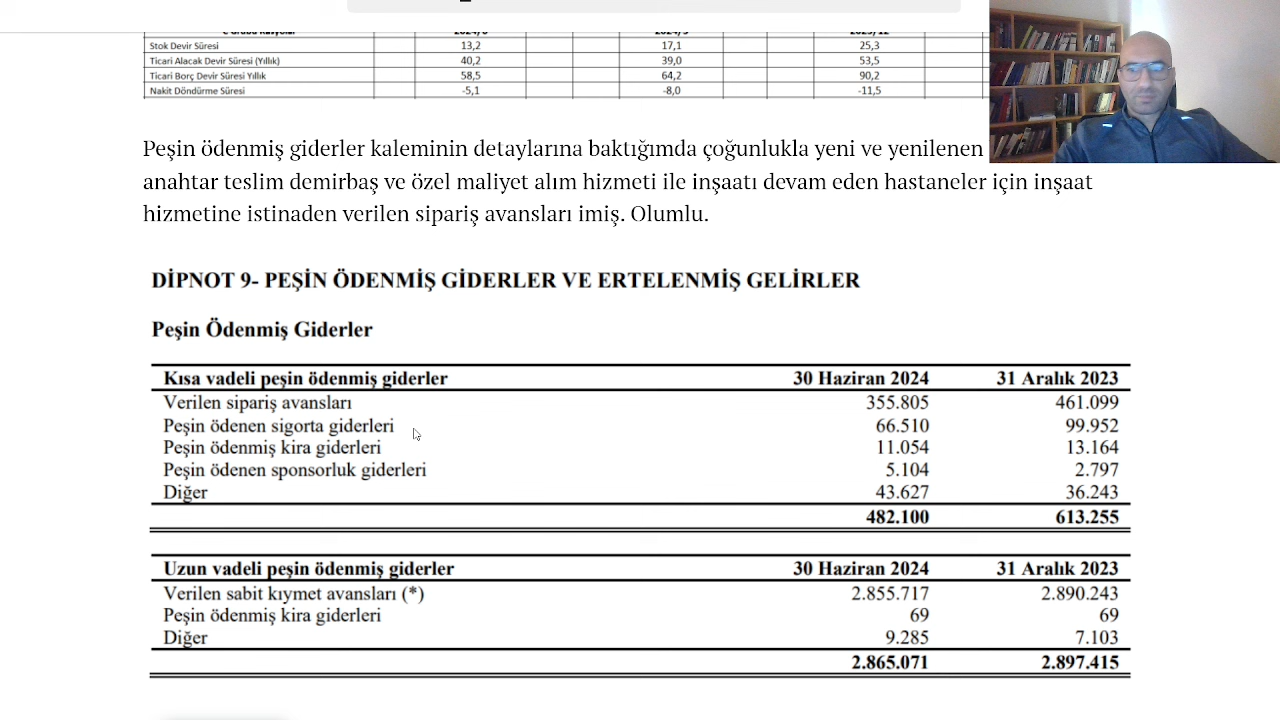 Stok Devir Süresi 13,2 17,1 25,3
Ticari Alacak Devir Süresi (Yıllık) 40,2 39,0 53,5
Ticari Borç Devir Süresi Yıllık 58,5 64,2 90,2
Nakit Döndürme Süresi -5,1 -8,0 -11,5
Peşin ödenmiş giderler kaleminin detaylarına baktığımda çoğunlukla yeni ve yenilenen
anahtar teslim demirbaş ve özel maliyet alım hizmeti ile inşaatı devam eden hastaneler için inşaat
hizmetine istinaden verilen sipariş avansları imiş. Olumlu.
DİPNOT 9- PEŞİN ÖDENMİŞ GİDERLER VE ERTELENMİŞ GELİRLER
Peşin Ödenmiş Giderler
Kısa vadeli peşin ödenmiş giderler 30 Haziran 2024 31 Aralık 2023
Verilen sipariş avansları 355.805 461.099
Peşin ödenen sigorta giderleri 66.510 99.952
Peşin ödenmiş kira giderleri 11.054 13.164
Peşin ödenen sponsorluk giderleri 5.104 2.797
Diğer 43.627 36.243
482.100 613.255
Uzun vadeli peşin ödenmiş giderler 30 Haziran 2024 31 Aralık 2023
Verilen sabit kıymet avansları (*) 2.855.717 2.890.243
Peşin ödenmiş kira giderleri 69 69
Diğer 9.285 7.103
2.865.071 2.897.415